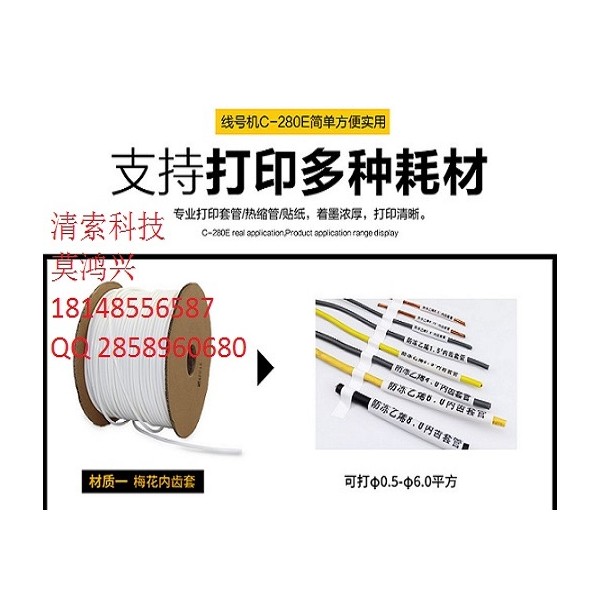 线号机C-280E简单方便实用
支持打印多种耗材
专业打印套管/热缩管/贴纸，着墨浓厚，打印清晰。
C-280E real application,Product application range display
清索科技
莫鸿兴
18148556587
QQ 2858960680
材质一 梅花内齿套
可打φ0.5-φ6.0平方